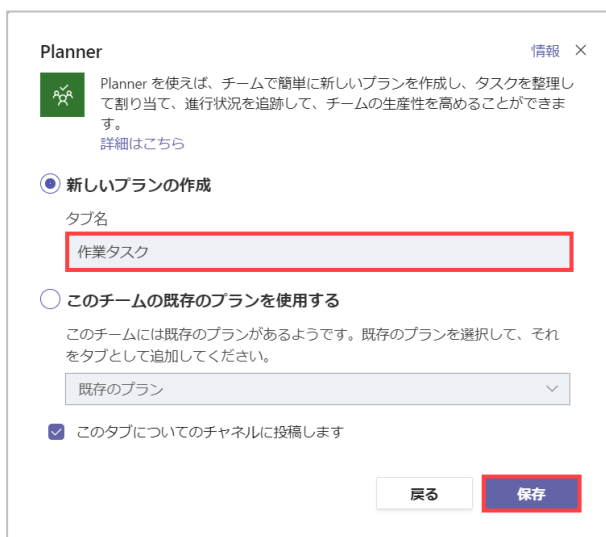 Planner
情報
Planner を使えば、チームで簡単に新しいプランを作成し、タスクを整理し
て割り当て、進行状況を追跡して、チームの生産性を高めることができま
す。
詳細はこちら
新しいプランの作成
タブ名
作業タスク
このチームの既存のプランを使用する
このチームには既存のプランがあるようです。既存のプランを選択して、それ
をタブとして追加してください。
既存のプラン
このタブについてのチャネルに投稿します
戻る
保存